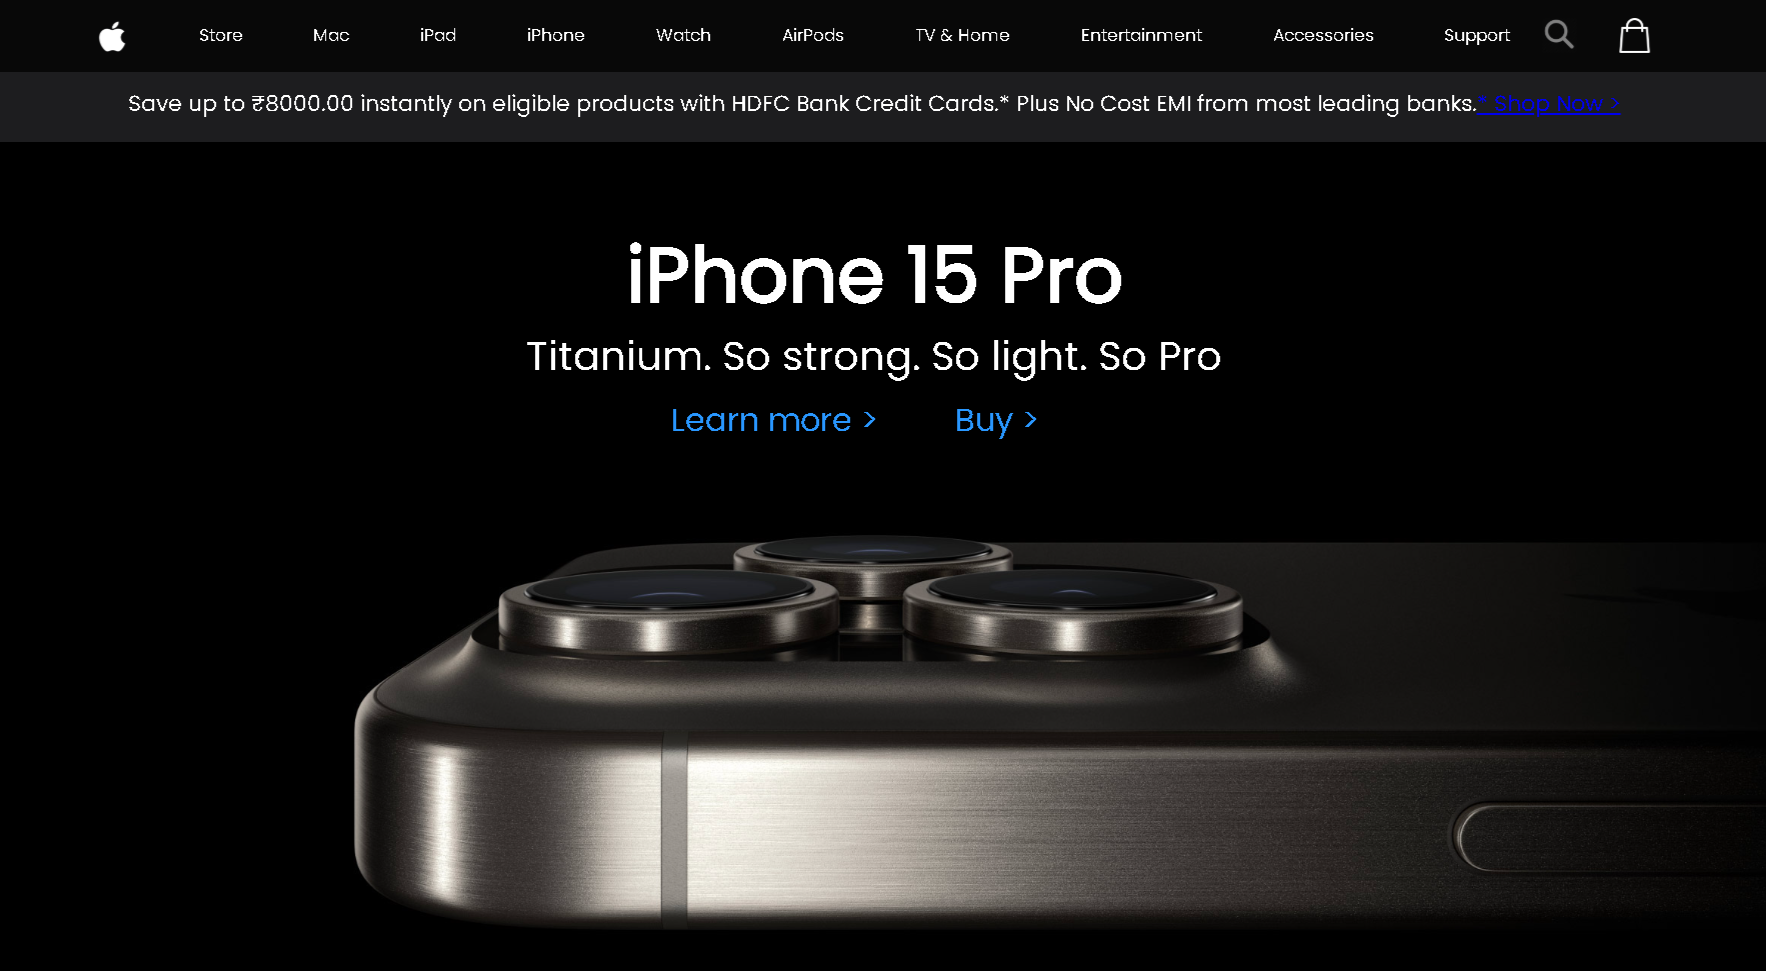 Store Mac iPad iPhone Watch AirPods TV & Home Entertainment Accessories Support
Save up to ₹8000.00 instantly on eligible products with HDFC Bank Credit Cards.* Plus No Cost EMI from most leading banks.* Shop Now >
iPhone 15 Pro
Titanium. So strong. So light. So Pro
Learn more > Buy >